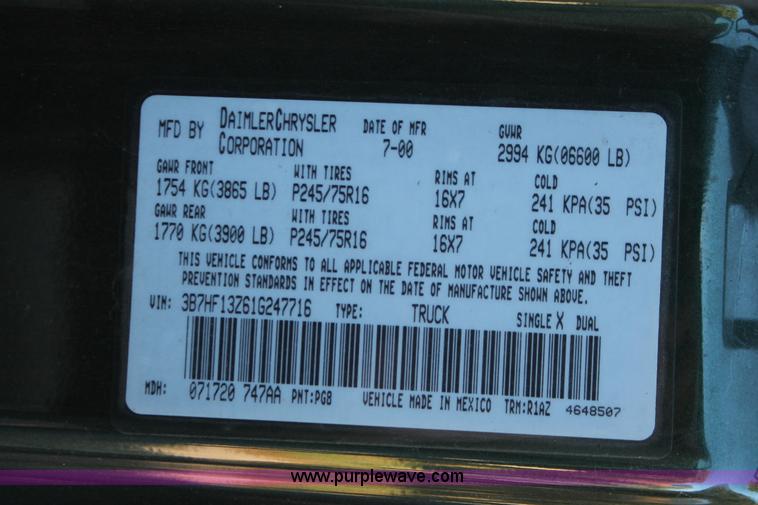 MFD BY DAIMLERCHRYSLER CORPORATION DATE OF MFR 7-00 GVWR 2994 KG(06600 LB)
GAWR FRONT WITH TIRES RIMS AT COLD
1754 KG(3865 LB) P245/75R16 16X7 241 KPA(35 PSI)
GAWR REAR WITH TIRES RIMS AT COLD
1770 KG(3900 LB) P245/75R16 16X7 241 KPA(35 PSI)
THIS VEHICLE CONFORMS TO ALL APPLICABLE FEDERAL MOTOR VEHICLE SAFETY AND THEFT
PREVENTION STANDARDS IN EFFECT ON THE DATE OF MANUFACTURE SHOWN ABOVE.
VIN: 3B7HF13Z61G247716 TYPE: TRUCK SINGLE X DUAL
MDH: 071720 747AA PNT:PG8 VEHICLE MADE IN MEXICO TRM:R1AZ 4648507
www.purplewave.com